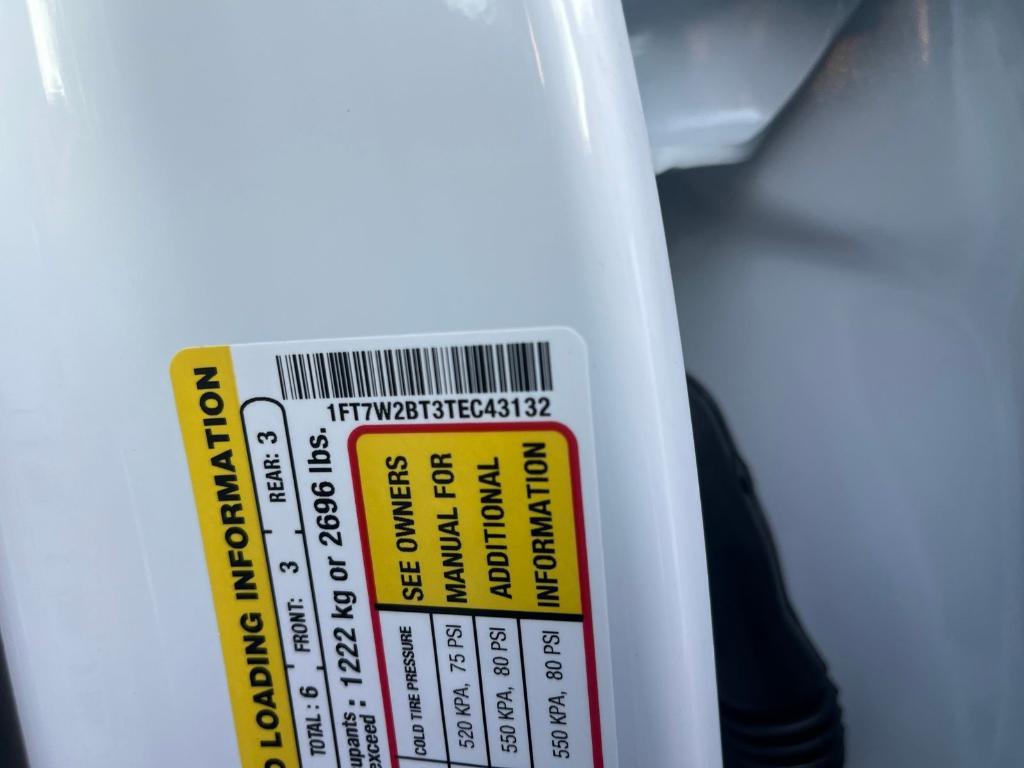 1FT7W2BT3TEC43132
LOADING INFORMATION
TOTAL : 6 FRONT: 3 REAR: 3
1222 kg or 2696 lbs.
exceed :
COLD TIRE PRESSURE
520 KPA, 75 PSI
550 KPA, 80 PSI
550 KPA, 80 PSI
SEE OWNERS
MANUAL FOR
ADDITIONAL
INFORMATION